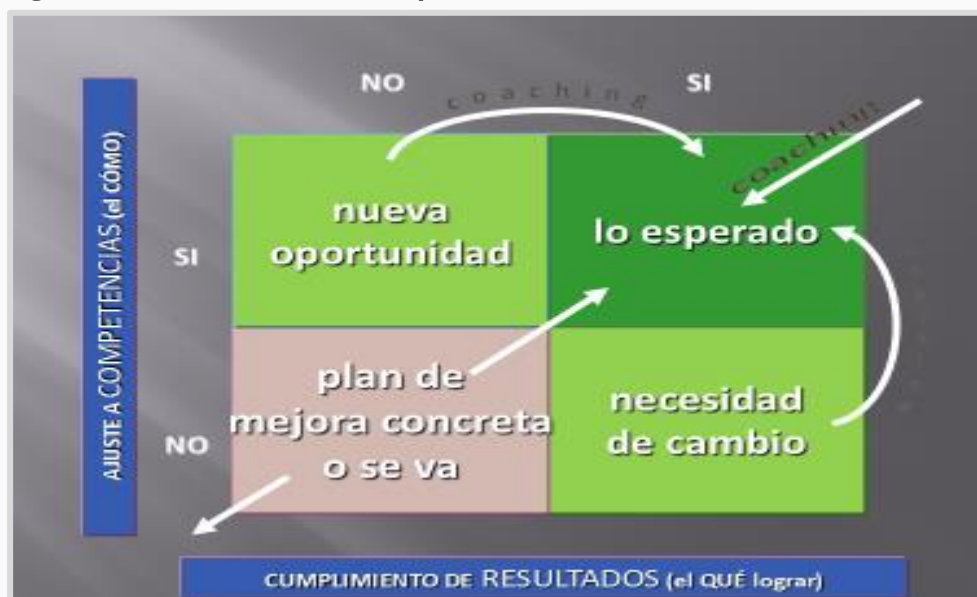 NO
SI
coaching
coaching
AJUSTE A COMPETENCIAS (el CÓMO)
SI
nueva
oportunidad
lo esperado
NO
plan de
mejora concreta
o se va
necesidad
de cambio
CUMPLIMIENTO DE RESULTADOS (el QUÉ lograr)